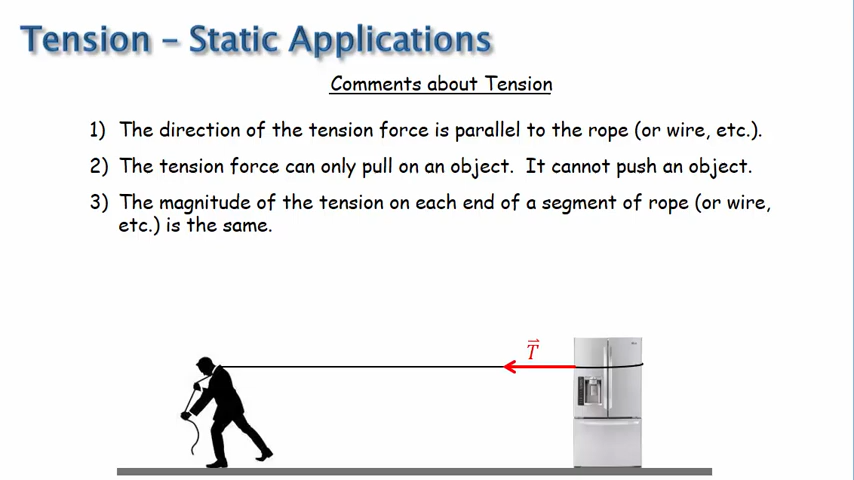 Tension – Static Applications
Comments about Tension
1) The direction of the tension force is parallel to the rope (or wire, etc.).
2) The tension force can only pull on an object. It cannot push an object.
3) The magnitude of the tension on each end of a segment of rope (or wire,
etc.) is the same.
T⃗